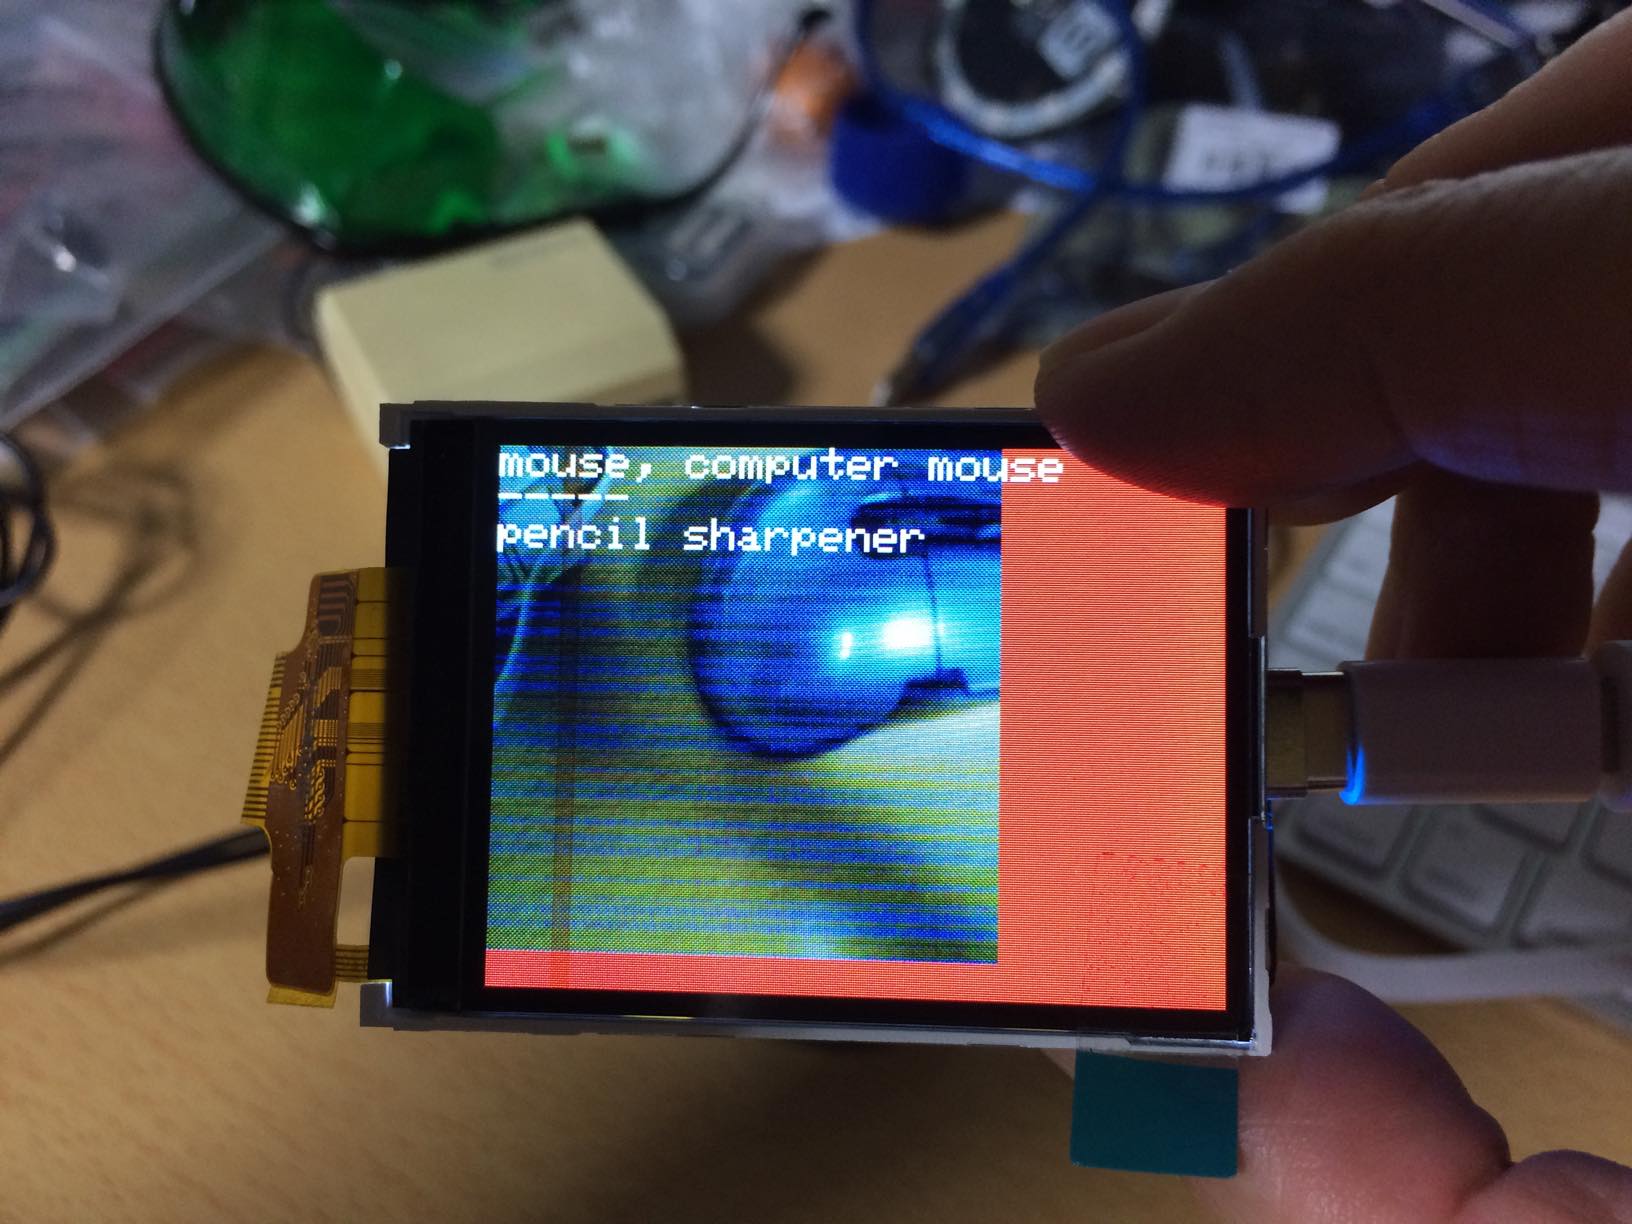 mouse, computer mouse
-----
pencil sharpener